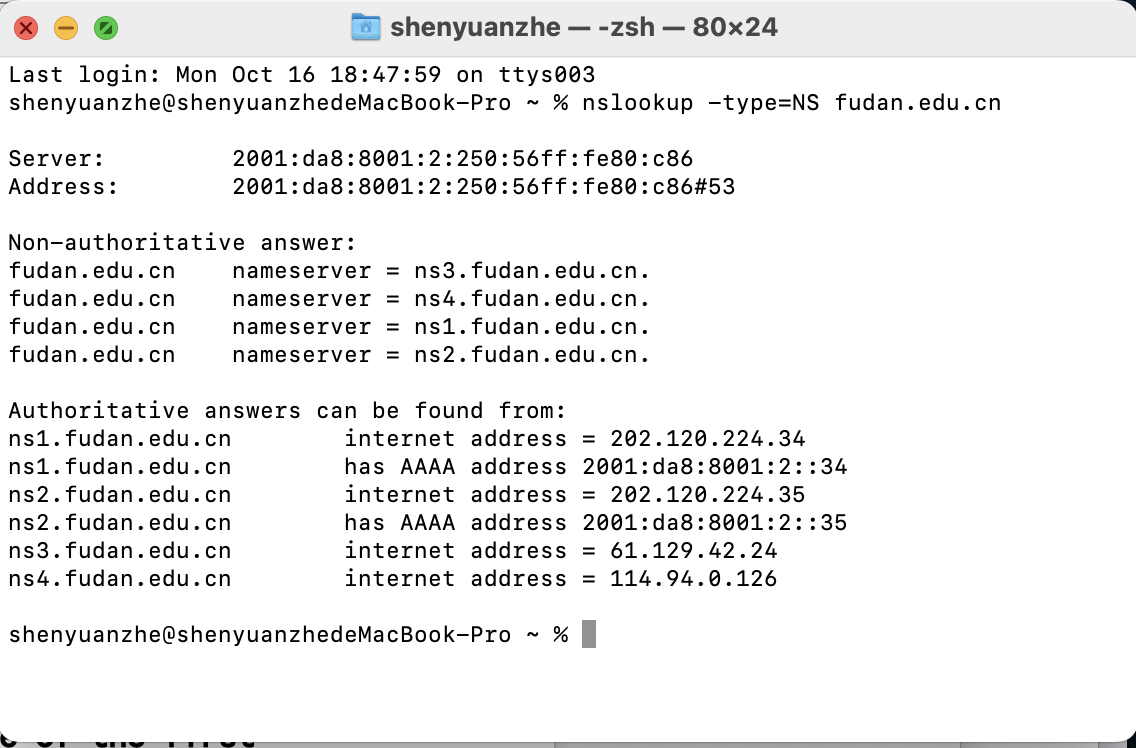 shenyuanzhe — -zsh — 80×24
Last login: Mon Oct 16 18:47:59 on ttys003
shenyuanzhe@shenyuanzhedeMacBook-Pro ~ % nslookup -type=NS fudan.edu.cn
Server: 2001:da8:8001:2:250:56ff:fe80:c86
Address: 2001:da8:8001:2:250:56ff:fe80:c86#53
Non-authoritative answer:
fudan.edu.cn nameserver = ns3.fudan.edu.cn.
fudan.edu.cn nameserver = ns4.fudan.edu.cn.
fudan.edu.cn nameserver = ns1.fudan.edu.cn.
fudan.edu.cn nameserver = ns2.fudan.edu.cn.
Authoritative answers can be found from:
ns1.fudan.edu.cn internet address = 202.120.224.34
ns1.fudan.edu.cn has AAAA address 2001:da8:8001:2::34
ns2.fudan.edu.cn internet address = 202.120.224.35
ns2.fudan.edu.cn has AAAA address 2001:da8:8001:2::35
ns3.fudan.edu.cn internet address = 61.129.42.24
ns4.fudan.edu.cn internet address = 114.94.0.126
shenyuanzhe@shenyuanzhedeMacBook-Pro ~ %